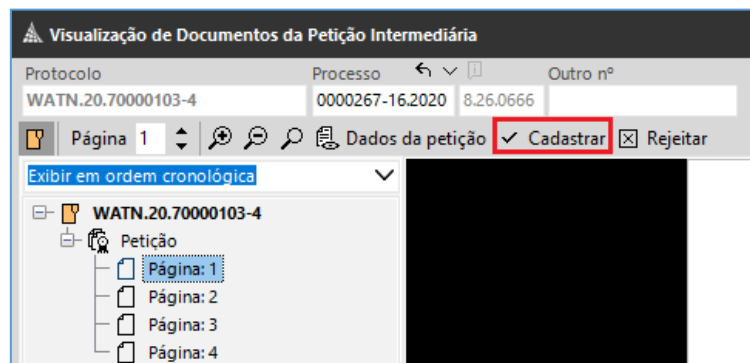 Visualização de Documentos da Petição Intermediária
Protocolo Processo Outro nº
WATN.20.70000103-4 0000267-16.2020 8.26.0666
Página 1 Dados da petição Cadastrar Rejeitar
Exibir em ordem cronológica
WATN.20.70000103-4
Petição
Página: 1
Página: 2
Página: 3
Página: 4